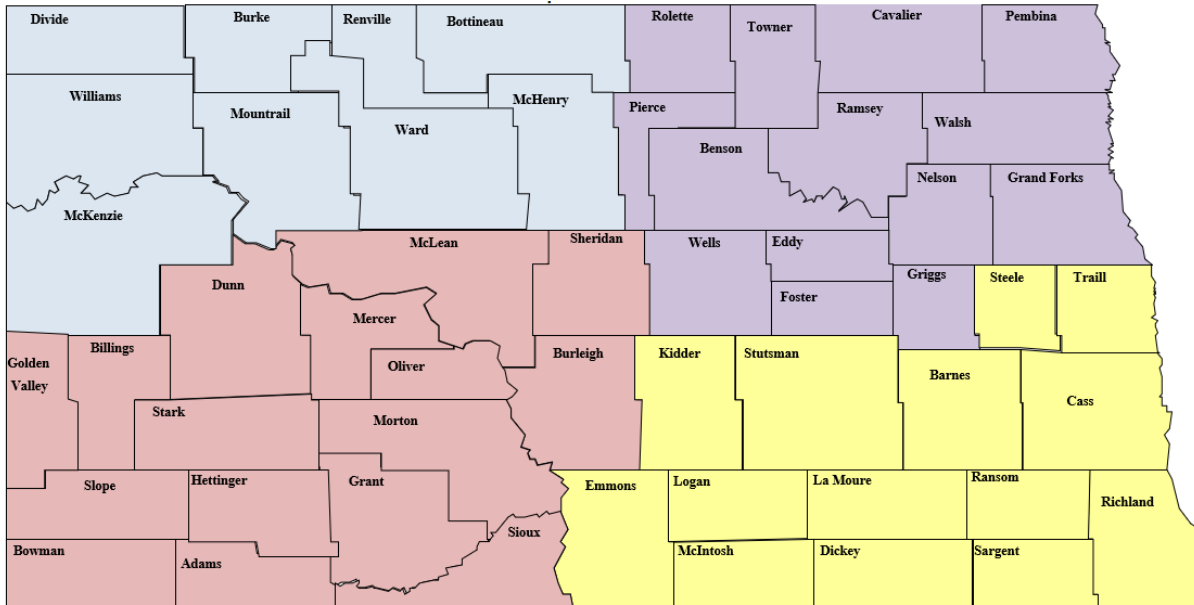 Divide
Burke
Renville
Bottineau
Rolette
Towner
Cavalier
Pembina
Williams
Mountrail
Ward
McHenry
Pierce
Benson
Ramsey
Walsh
Nelson
Grand Forks
McKenzie
McLean
Sheridan
Wells
Eddy
Foster
Griggs
Steele
Traill
Dunn
Mercer
Oliver
Golden
Valley
Billings
Burleigh
Kidder
Stutsman
Barnes
Cass
Stark
Morton
Slope
Hettinger
Grant
Emmons
Logan
La Moure
Ransom
Richland
Sioux
Bowman
Adams
McIntosh
Dickey
Sargent